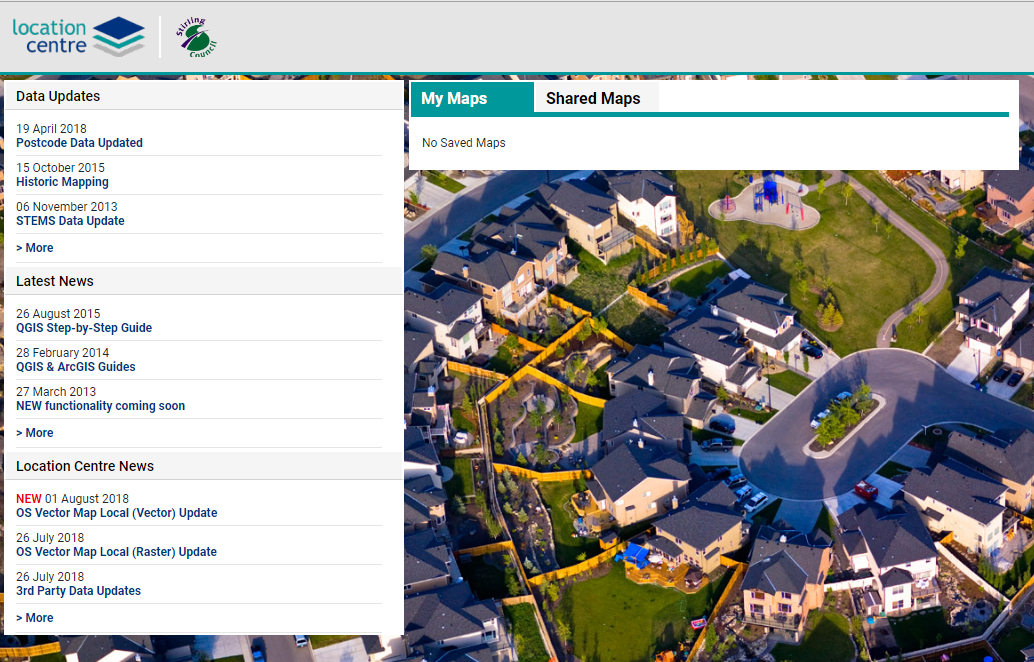 location
centre
Stirling
Council
Data Updates
19 April 2018
Postcode Data Updated
15 October 2015
Historic Mapping
06 November 2013
STEMS Data Update
> More
Latest News
26 August 2015
QGIS Step-by-Step Guide
28 February 2014
QGIS & ArcGIS Guides
27 March 2013
NEW functionality coming soon
> More
Location Centre News
NEW 01 August 2018
OS Vector Map Local (Vector) Update
26 July 2018
OS Vector Map Local (Raster) Update
26 July 2018
3rd Party Data Updates
> More
My Maps
Shared Maps
No Saved Maps